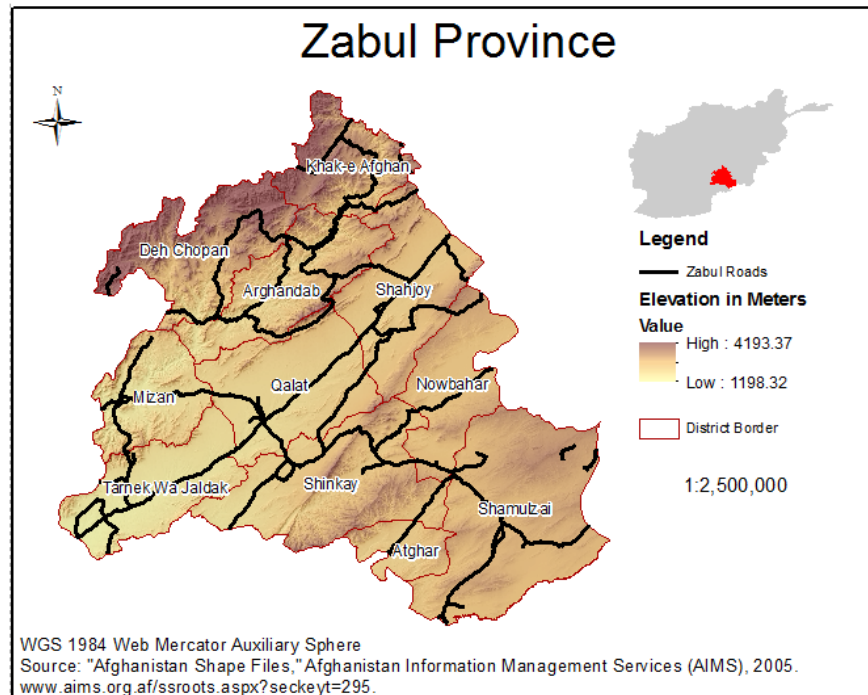 Zabul Province
N
Khak-e Afghan
Deh Chopan
Arghandab
Shahjoy
Mizan
Qalat
Nowbahar
Tarnek Wa Jaldak
Shinkay
Shamulzai
Atghar
Legend
Zabul Roads
Elevation in Meters
Value
High : 4193.37
Low : 1198.32
District Border
1:2,500,000
WGS 1984 Web Mercator Auxiliary Sphere
Source: "Afghanistan Shape Files," Afghanistan Information Management Services (AIMS), 2005.
www.aims.org.af/ssroots.aspx?seckeyt=295.